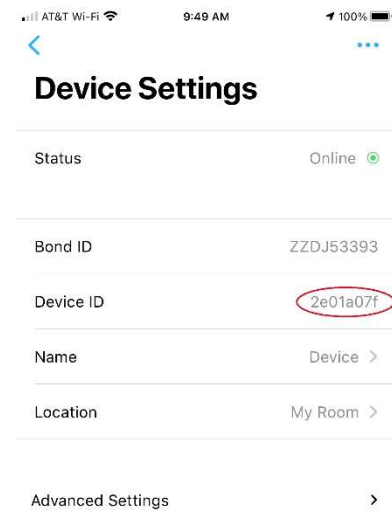 AT&T Wi-Fi 9:49 AM 100%
Device Settings
Status Online
Bond ID ZZDJ53393
Device ID 2e01a07f
Name Device >
Location My Room >
Advanced Settings >